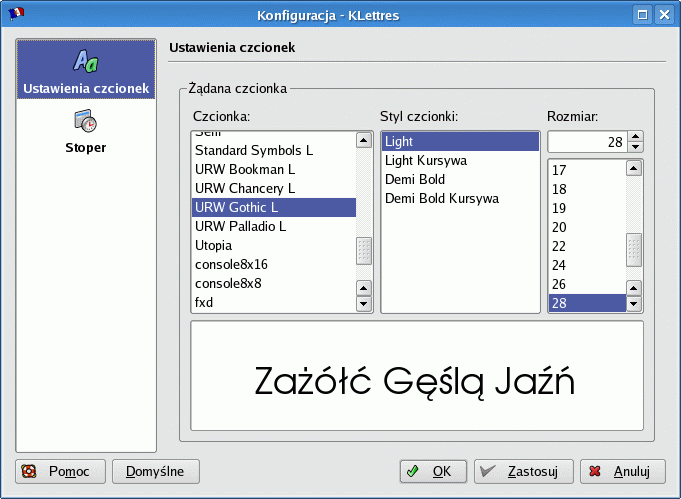 Konfiguracja - KLettres
Ustawienia czcionek
Stoper
Ustawienia czcionek
Żądana czcionka
Czcionka:
Standard Symbols L
URW Bookman L
URW Chancery L
URW Gothic L
URW Palladio L
Utopia
console8x16
console8x8
fxd
Styl czcionki:
Light
Light Kursywa
Demi Bold
Demi Bold Kursywa
Rozmiar:
28
17
18
19
20
22
24
26
28
Zażółć Gęślą Jaźń
Pomoc
Domyślne
OK
Zastosuj
Anuluj